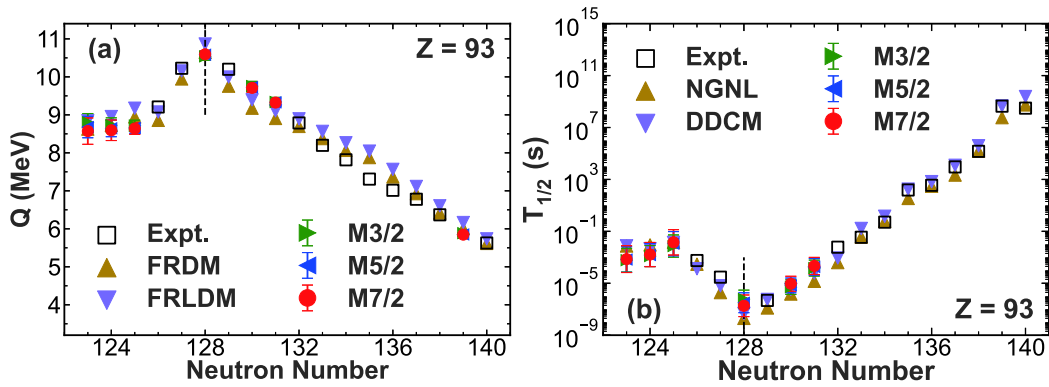 (a)
Z = 93
11
10
9
8
7
6
5
4
Q (MeV)
Expt.
FRDM
FRLDM
M3/2
M5/2
M7/2
124
128
132
136
140
Neutron Number
10^15
10^11
10^7
10^3
10^-1
10^-5
10^-9
T_1/2 (s)
Expt.
NGNL
DDCM
M3/2
M5/2
M7/2
(b)
Z = 93
124
128
132
136
140
Neutron Number